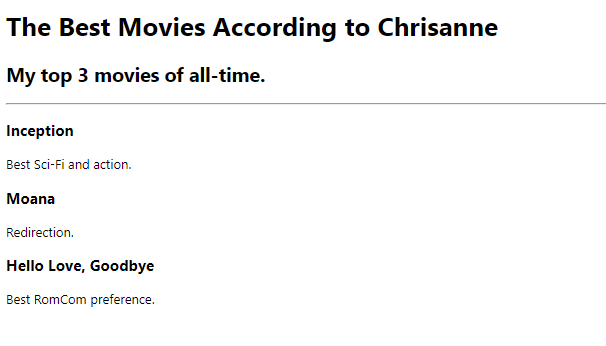 The Best Movies According to Chrisanne
My top 3 movies of all-time.
Inception
Best Sci-Fi and action.
Moana
Redirection.
Hello Love, Goodbye
Best RomCom preference.